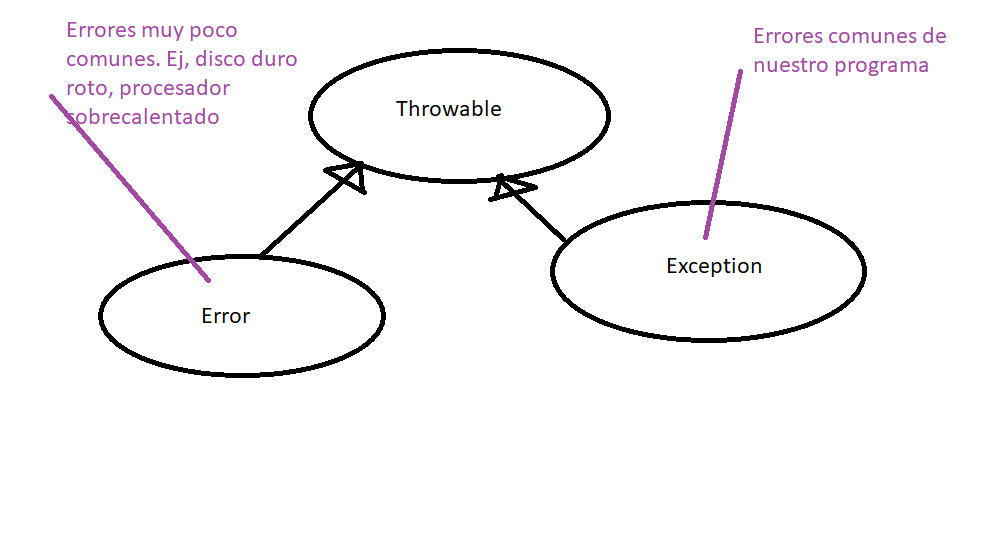 Errores muy poco
comunes. Ej, disco duro
roto, procesador
sobrecalentado
Errores comunes de
nuestro programa
Throwable
Exception
Error